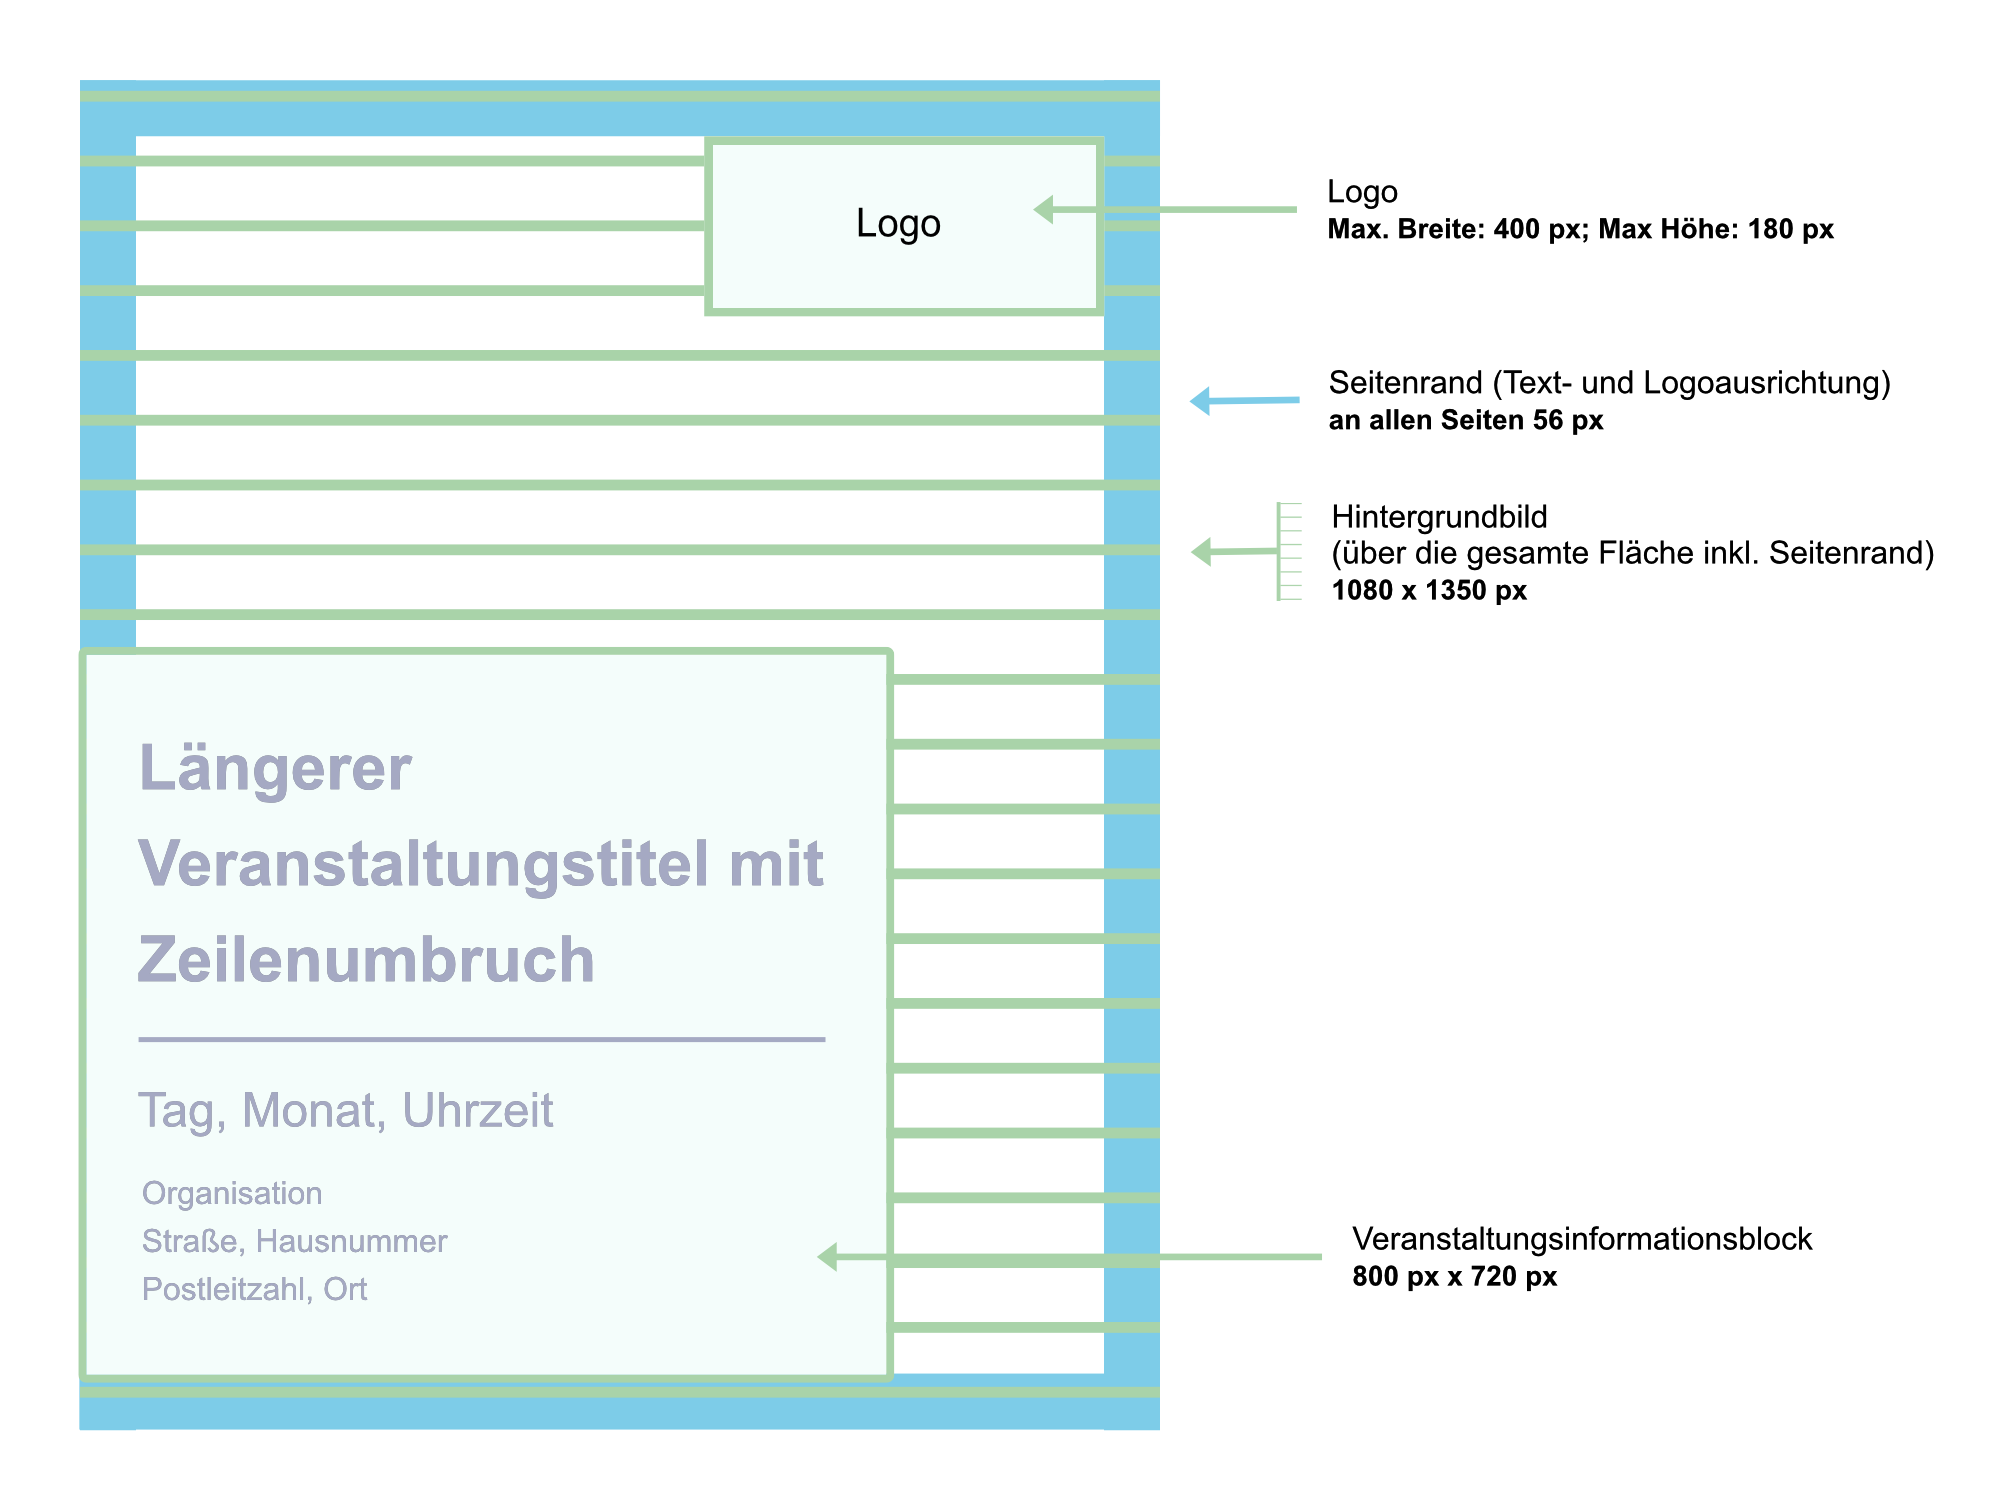 Logo
Logo
Max. Breite: 400 px; Max Höhe: 180 px
Seitenrand (Text- und Logoausrichtung)
an allen Seiten 56 px
Hintergrundbild
(über die gesamte Fläche inkl. Seitenrand)
1080 x 1350 px
Längerer
Veranstaltungstitel mit
Zeilenumbruch
Tag, Monat, Uhrzeit
Organisation
Straße, Hausnummer
Postleitzahl, Ort
Veranstaltungsinformationsblock
800 px x 720 px